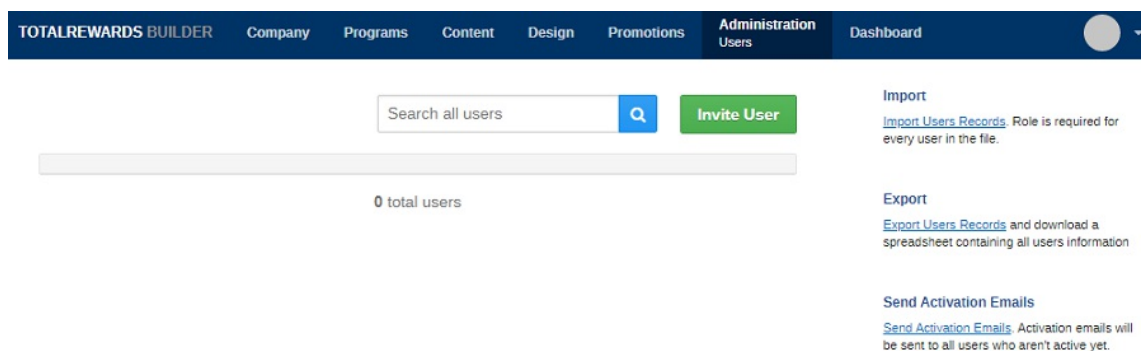 TOTALREWARDS BUILDER Company Programs Content Design Promotions Administration Dashboard
Users
Search all users Invite User
0 total users
Import
Import Users Records. Role is required for
every user in the file.
Export
Export Users Records and download a
spreadsheet containing all users information
Send Activation Emails
Send Activation Emails. Activation emails will
be sent to all users who aren't active yet.